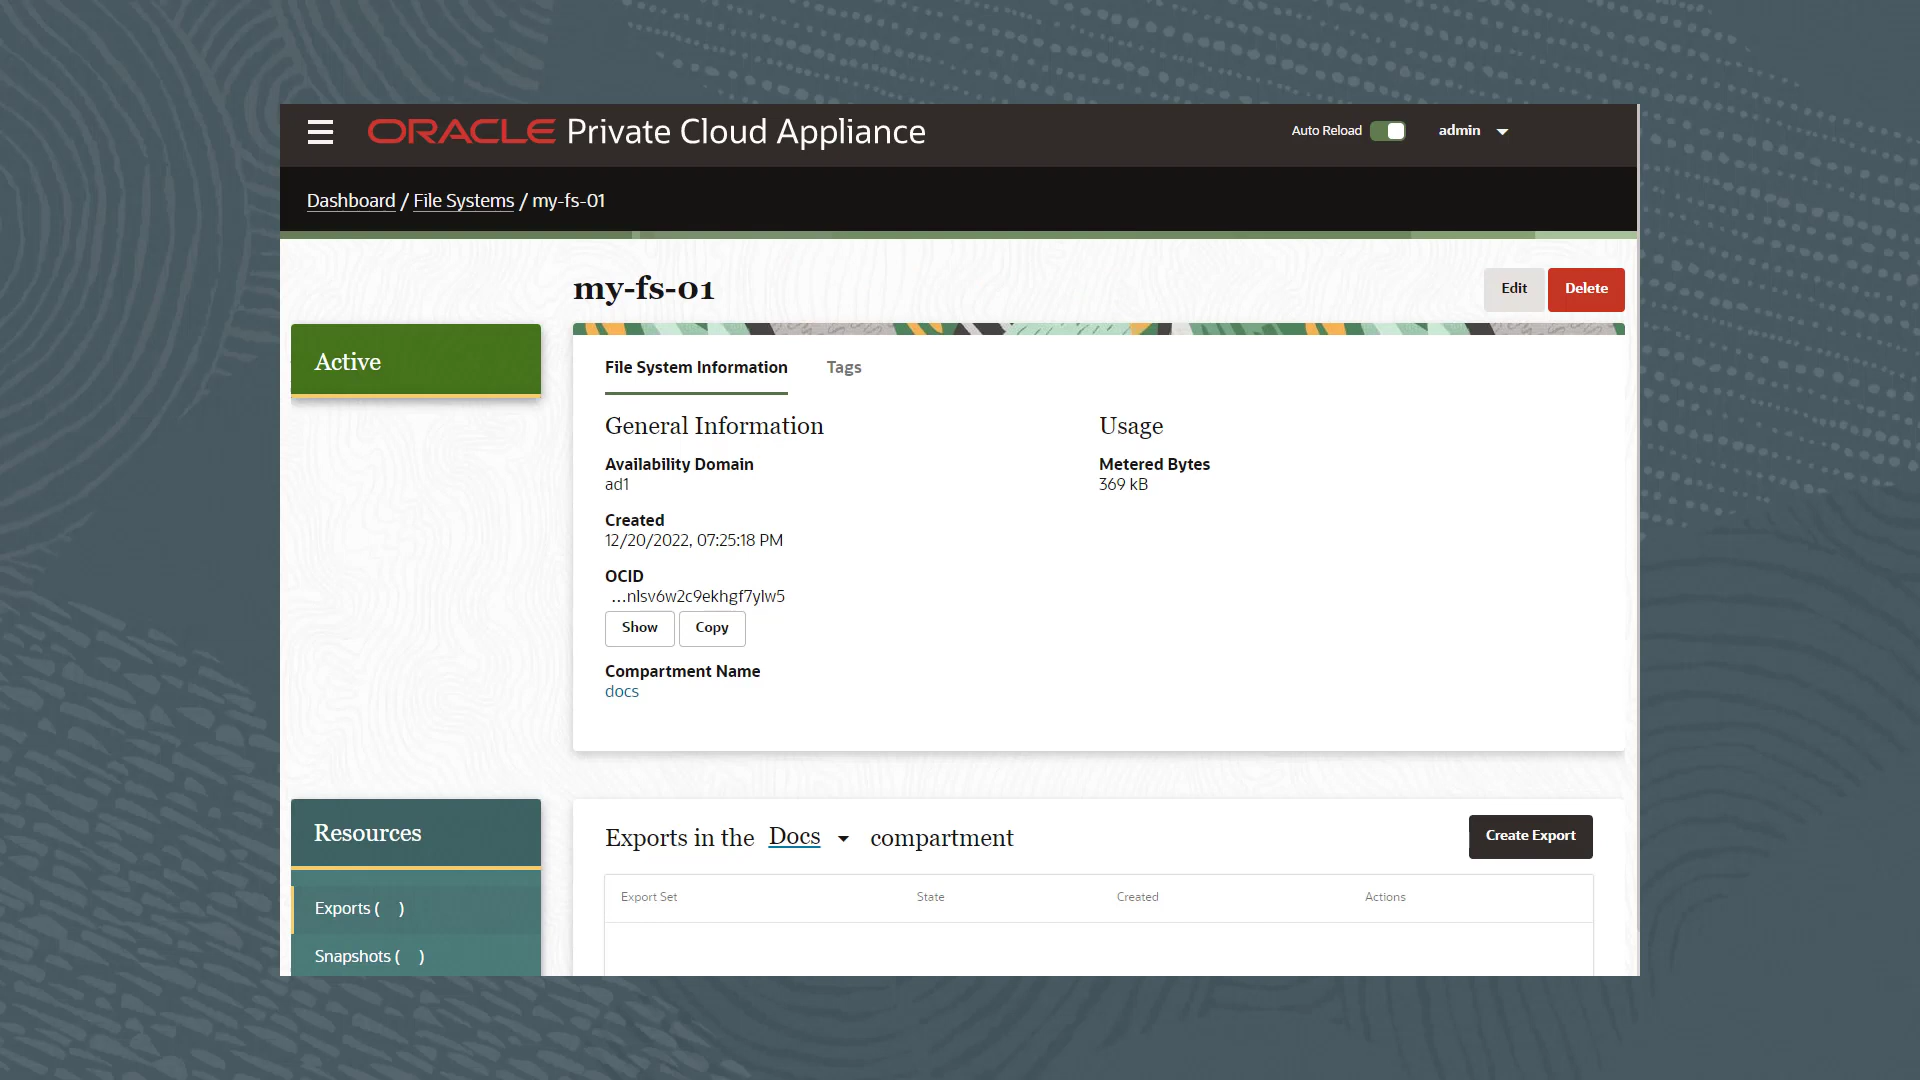 ORACLE Private Cloud Appliance
Auto Reload
admin
Dashboard / File Systems / my-fs-01
my-fs-01
Edit
Delete
Active
File System Information
Tags
General Information
Availability Domain
ad1
Created
12/20/2022, 07:25:18 PM
OCID
...nlsv6w2c9ekhgf7ylw5
Show
Copy
Compartment Name
docs
Usage
Metered Bytes
369 kB
Resources
Exports ( )
Snapshots ( )
Exports in the Docs compartment
Create Export
Export Set
State
Created
Actions